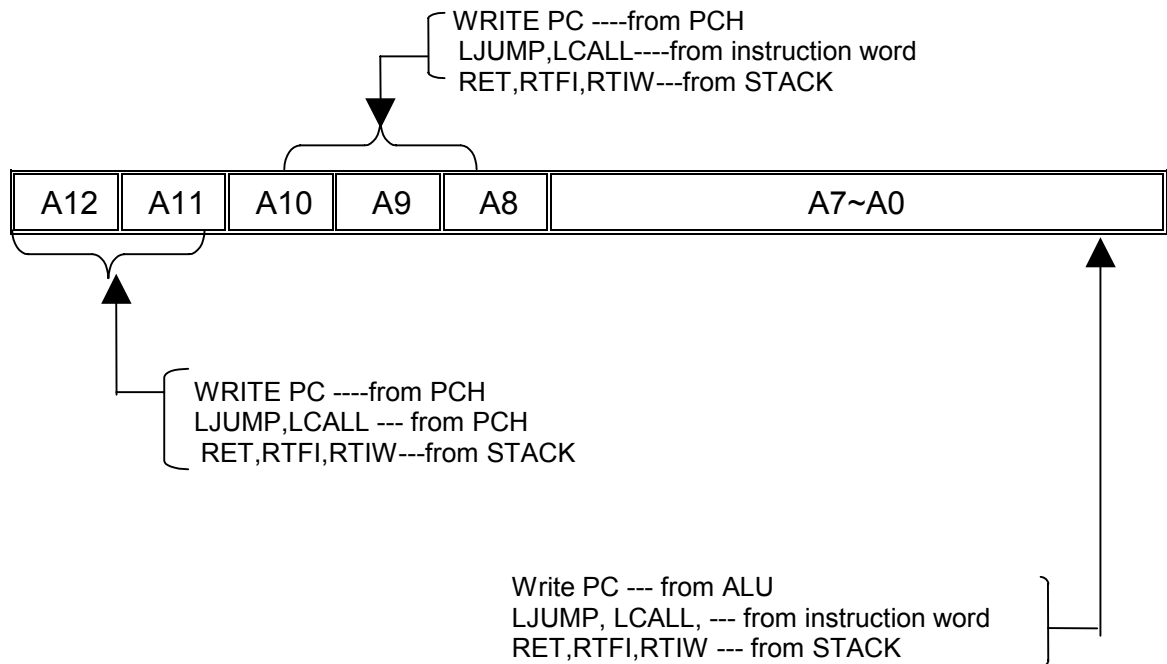 WRITE PC ----from PCH
LJUMP,LCALL----from instruction word
RET,RTFI,RTIW---from STACK
A12 A11 A10 A9 A8 A7~A0
WRITE PC ----from PCH
LJUMP,LCALL --- from PCH
RET,RTFI,RTIW---from STACK
Write PC --- from ALU
LJUMP, LCALL, --- from instruction word
RET,RTFI,RTIW --- from STACK